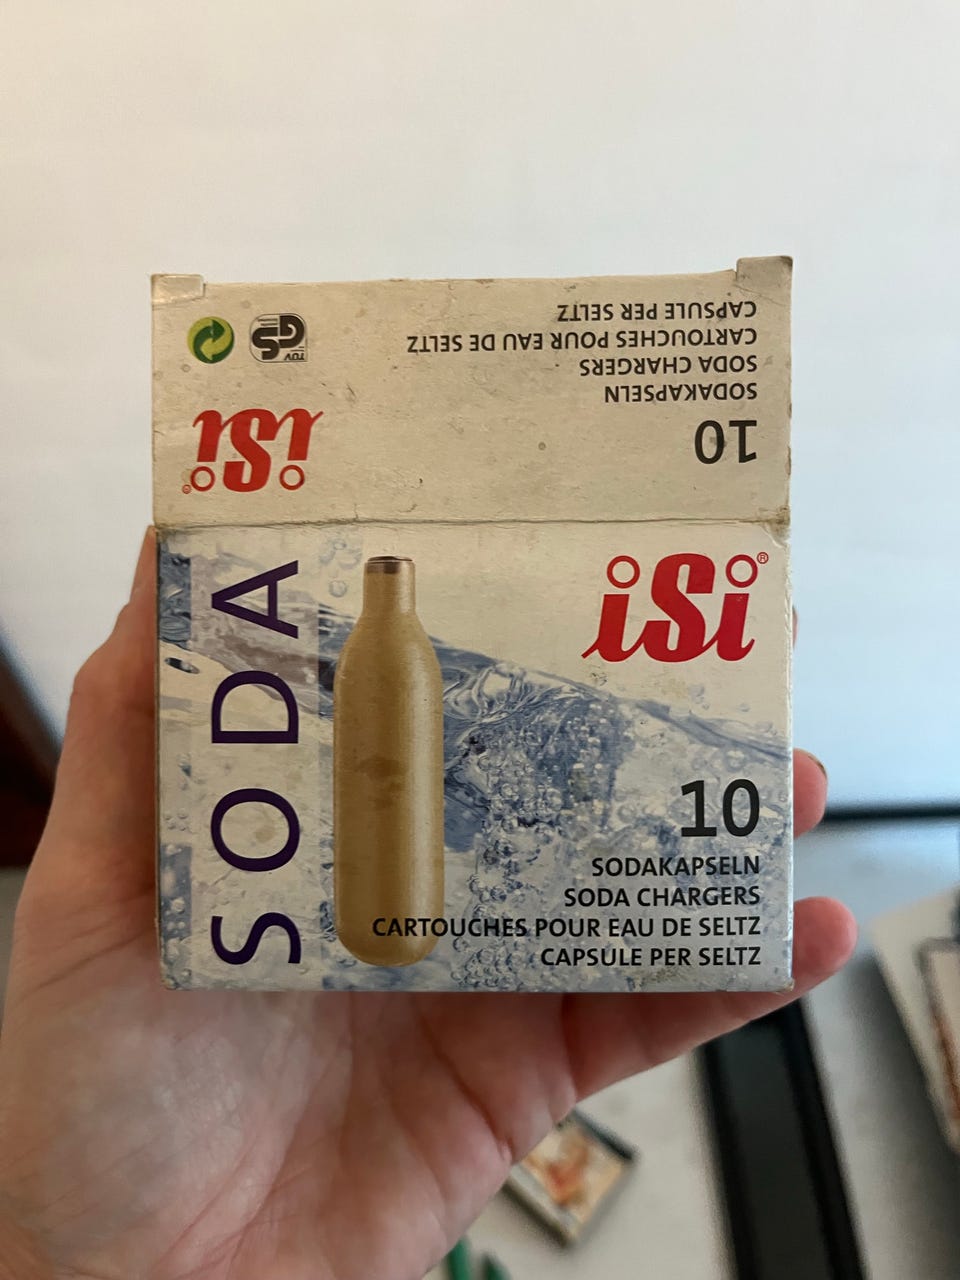 CAPSULE PER SELTZ
CARTOUCHES POUR EAU DE SELTZ
SODA CHARGERS
SODAKAPSELN
10
TÜV
GS
iSi
SODA
iSi®
10
SODAKAPSELN
SODA CHARGERS
CARTOUCHES POUR EAU DE SELTZ
CAPSULE PER SELTZ